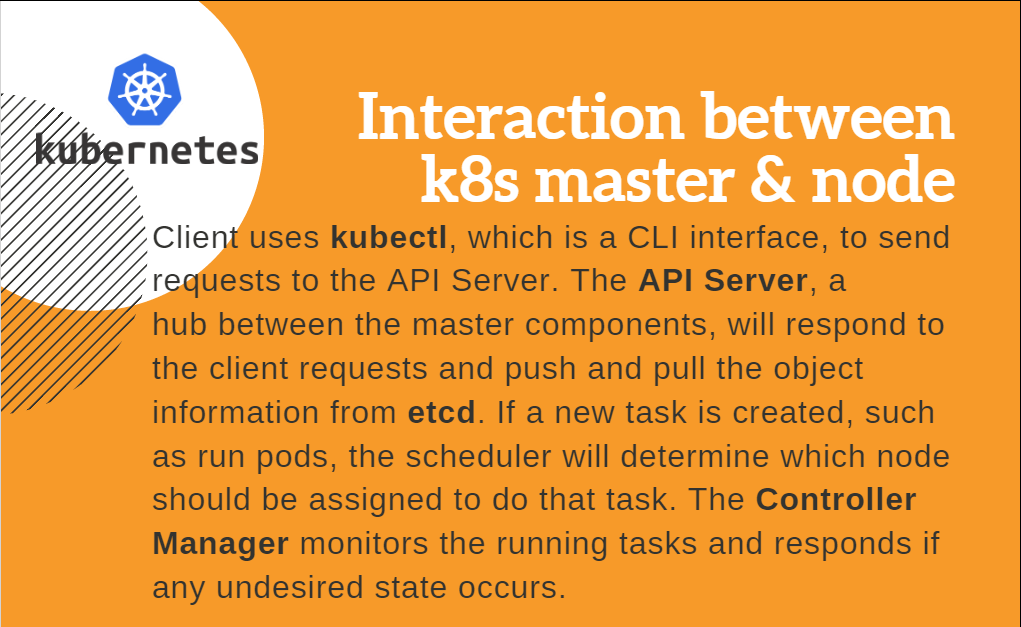 kubernetes
Interaction between
k8s master & node
Client uses kubectl, which is a CLI interface, to send
requests to the API Server. The API Server, a
hub between the master components, will respond to
the client requests and push and pull the object
information from etcd. If a new task is created, such
as run pods, the scheduler will determine which node
should be assigned to do that task. The Controller
Manager monitors the running tasks and responds if
any undesired state occurs.